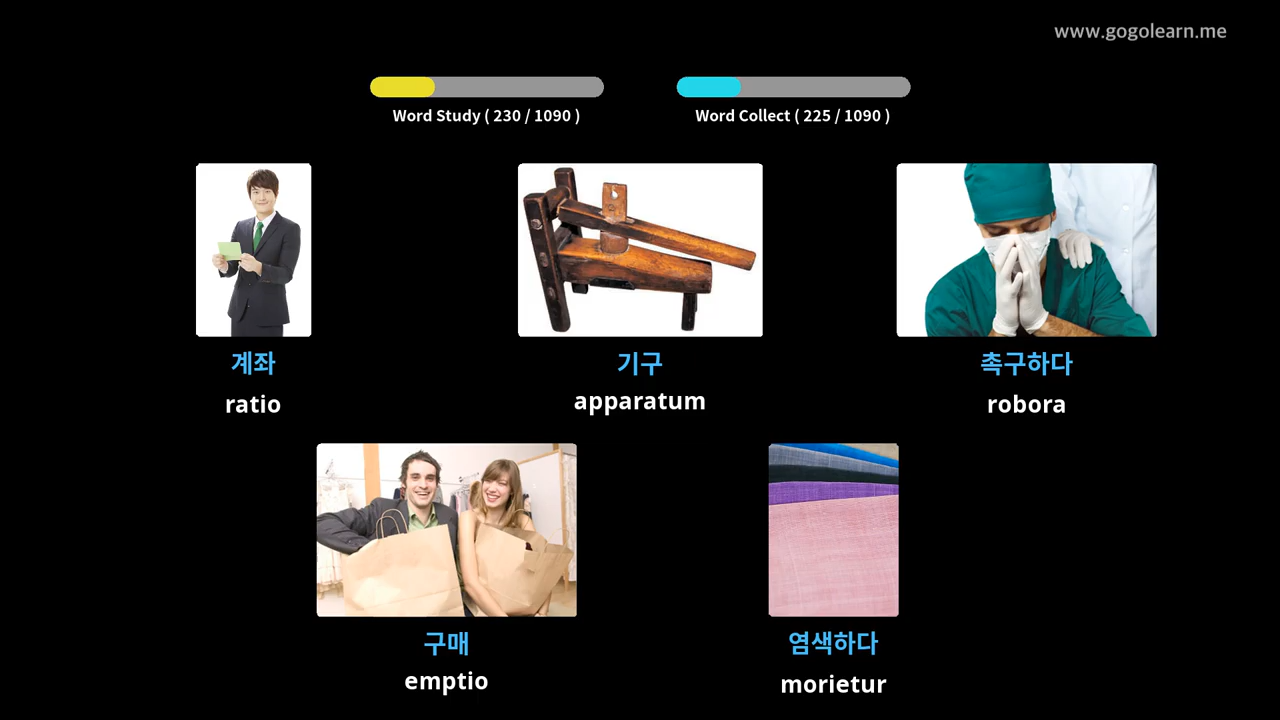 www.gogolearn.me
Word Study ( 230 / 1090 )
Word Collect ( 225 / 1090 )
계좌
ratio
기구
apparatum
촉구하다
robora
구매
emptio
염색하다
morietur